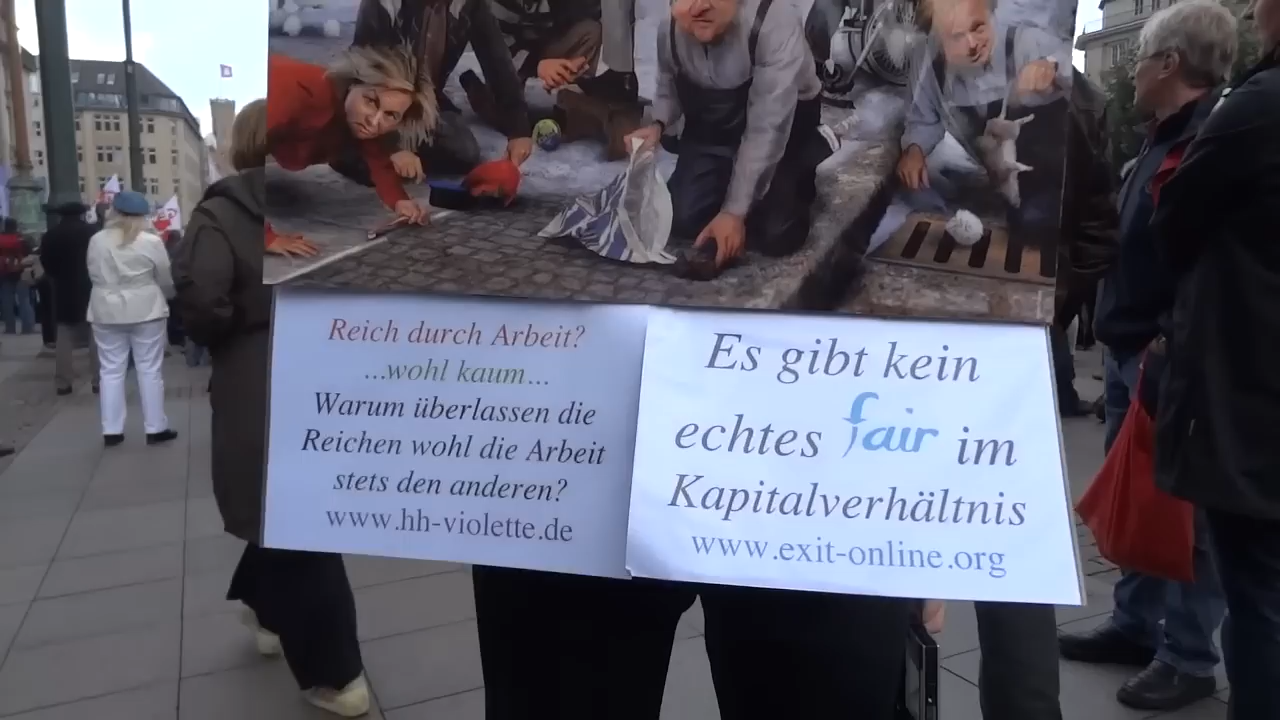 Reich durch Arbeit?
...wohl kaum...
Warum überlassen die
Reichen wohl die Arbeit
stets den anderen?
www.hh-violette.de
Es gibt kein
echtes fair im
Kapitalverhältnis
www.exit-online.org